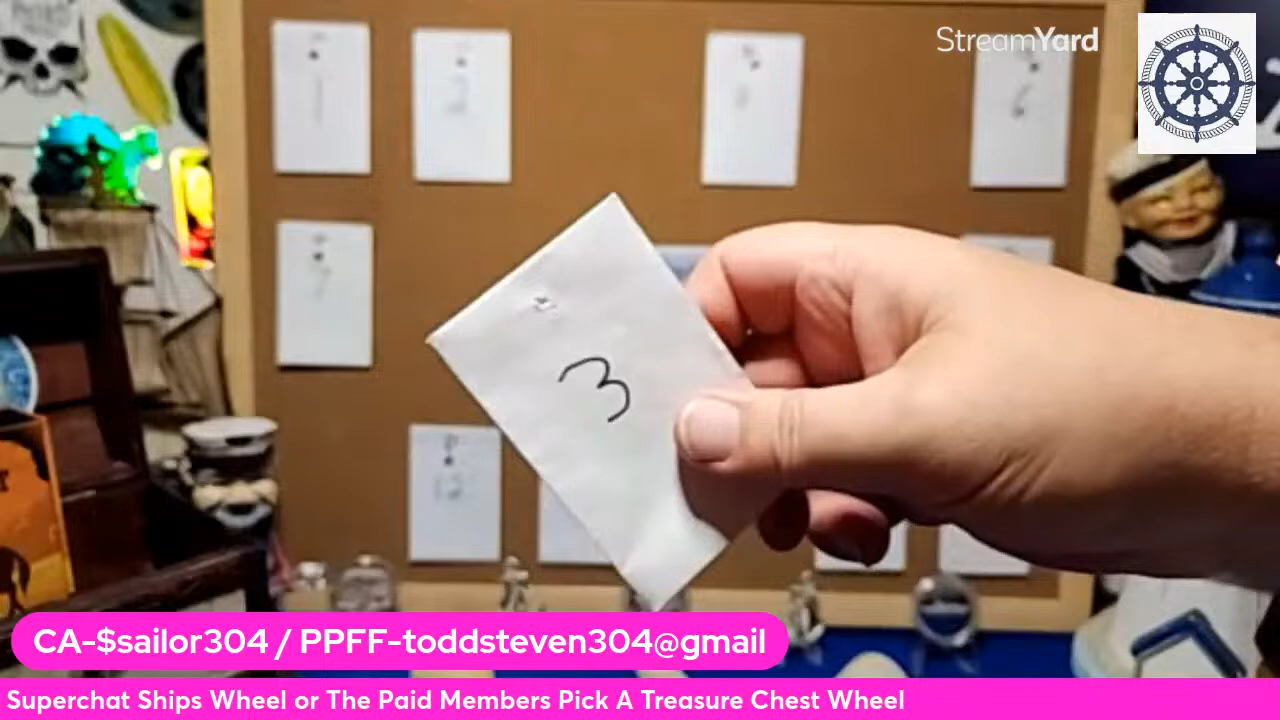 StreamYard
3
CA-$sailor304 / PPFF-toddsteven304@gmail
Superchat Ships Wheel or The Paid Members Pick A Treasure Chest Wheel